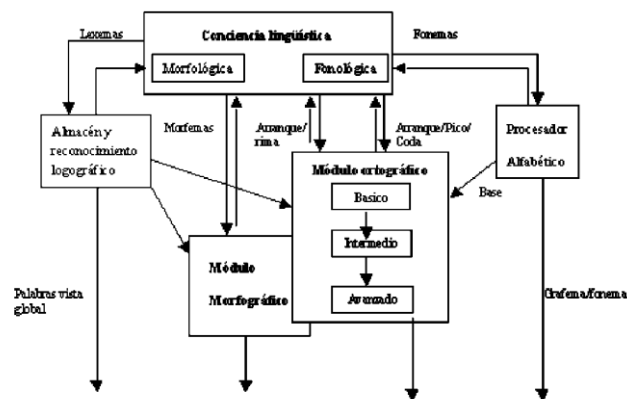 Lexemas
Conciencia lingüística
Fonemas
Morfológica
Fonológica
Almacén y
reconocimiento
logográfico
Morfemas
Arranque/
rima
Arranque/Pico/
Coda
Procesador
Alfabético
Módulo ortográfico
Basico
Base
Intermedio
Módulo
Morfográfico
Avanzado
Palabras vista
global
Grafema/fonema